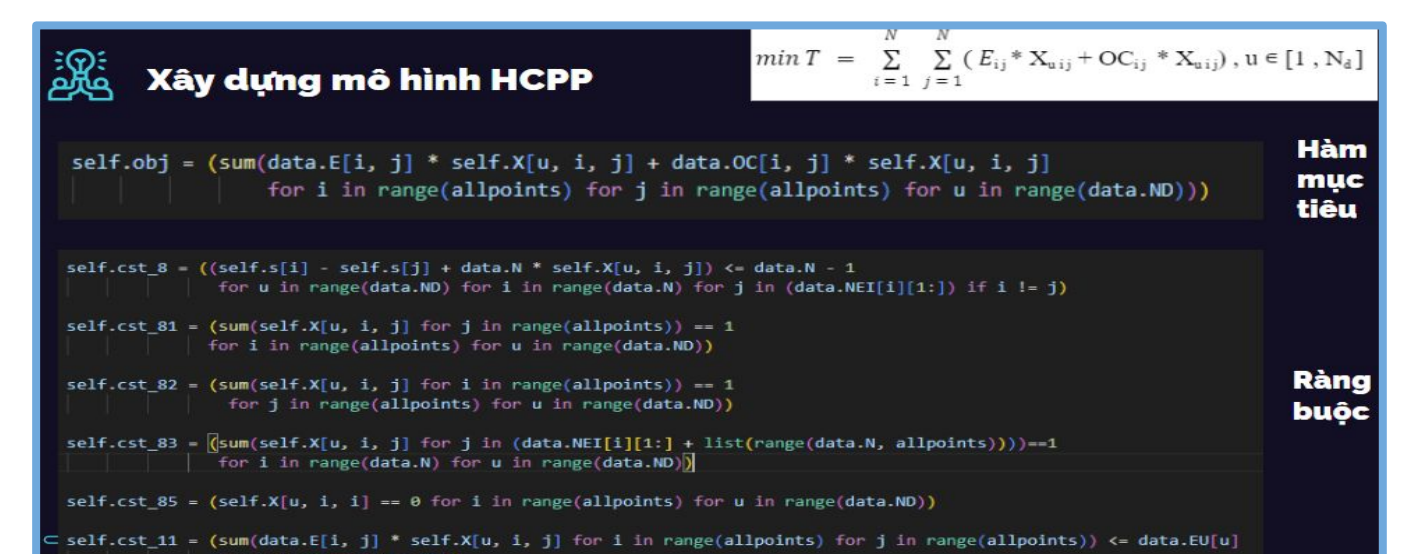 Xây dựng mô hình HCPP
min T = N∑i=1 N∑j=1 ( E_ij * X_uij + OC_ij * X_uij ) , u ∈ [1 , N_d]
self.obj = (sum(data.E[i, j] * self.X[u, i, j] + data.OC[i, j] * self.X[u, i, j]
for i in range(allpoints) for j in range(allpoints) for u in range(data.ND)))
Hàm
mục
tiêu
self.cst_8 = ((self.s[i] - self.s[j] + data.N * self.X[u, i, j]) <= data.N - 1
for u in range(data.ND) for i in range(data.N) for j in (data.NEI[i][1:]) if i != j)
self.cst_81 = (sum(self.X[u, i, j] for j in range(allpoints)) == 1
for i in range(allpoints) for u in range(data.ND))
self.cst_82 = (sum(self.X[u, i, j] for i in range(allpoints)) == 1
for j in range(allpoints) for u in range(data.ND))
self.cst_83 = (sum(self.X[u, i, j] for j in (data.NEI[i][1:] + list(range(data.N, allpoints))))==1
for i in range(data.N) for u in range(data.ND))
self.cst_85 = (self.X[u, i, i] == 0 for i in range(allpoints) for u in range(data.ND))
self.cst_11 = (sum(data.E[i, j] * self.X[u, i, j] for i in range(allpoints) for j in range(allpoints)) <= data.EU[u]
Ràng
buộc